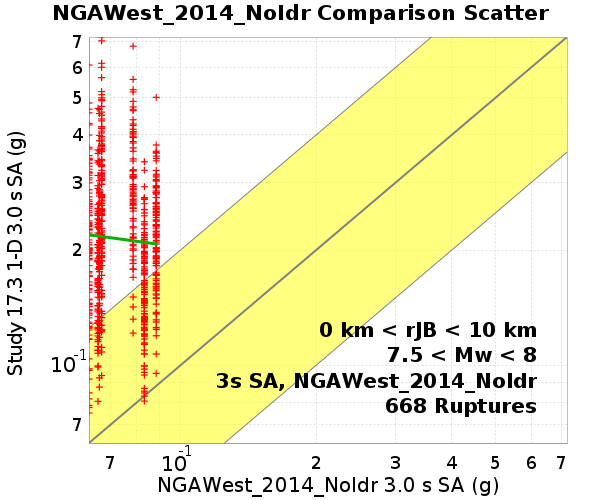 NGAWest_2014_NoIdr Comparison Scatter
7
6
5
4
3
2
10-1
7
Study 17.3 1-D 3.0 s SA (g)
0 km < rJB < 10 km
7.5 < Mw < 8
3s SA, NGAWest_2014_NoIdr
668 Ruptures
7 10-1 2 3 4 5 6 7
NGAWest_2014_NoIdr 3.0 s SA (g)